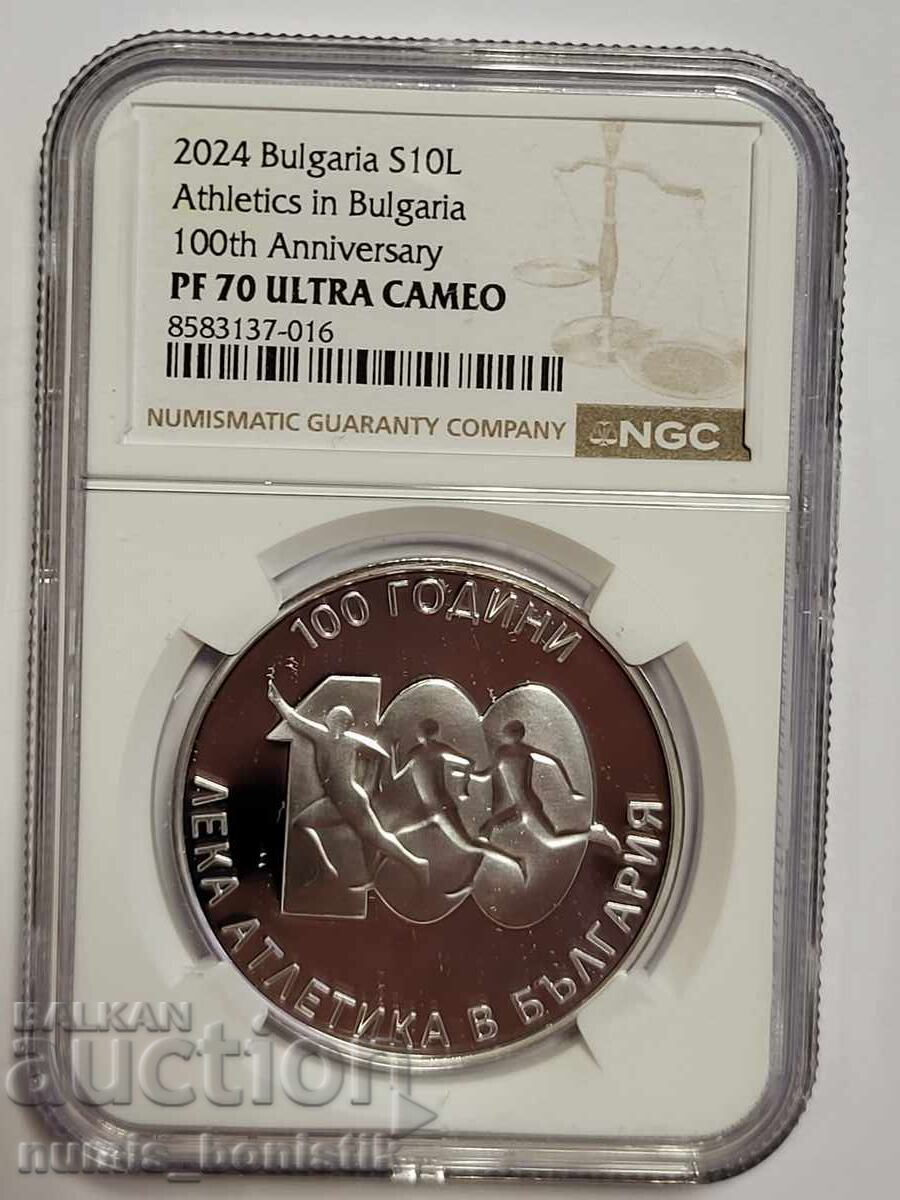 2024 Bulgaria S10L
Athletics in Bulgaria
100th Anniversary
PF 70 ULTRA CAMEO
8583137-016
NUMISMATIC GUARANTY COMPANY
NGC
100 ГОДИНИ
100
ЛЕКА АТЛЕТИКА В БЪЛГАРИЯ
BALKAN
auction
numis_bonistik